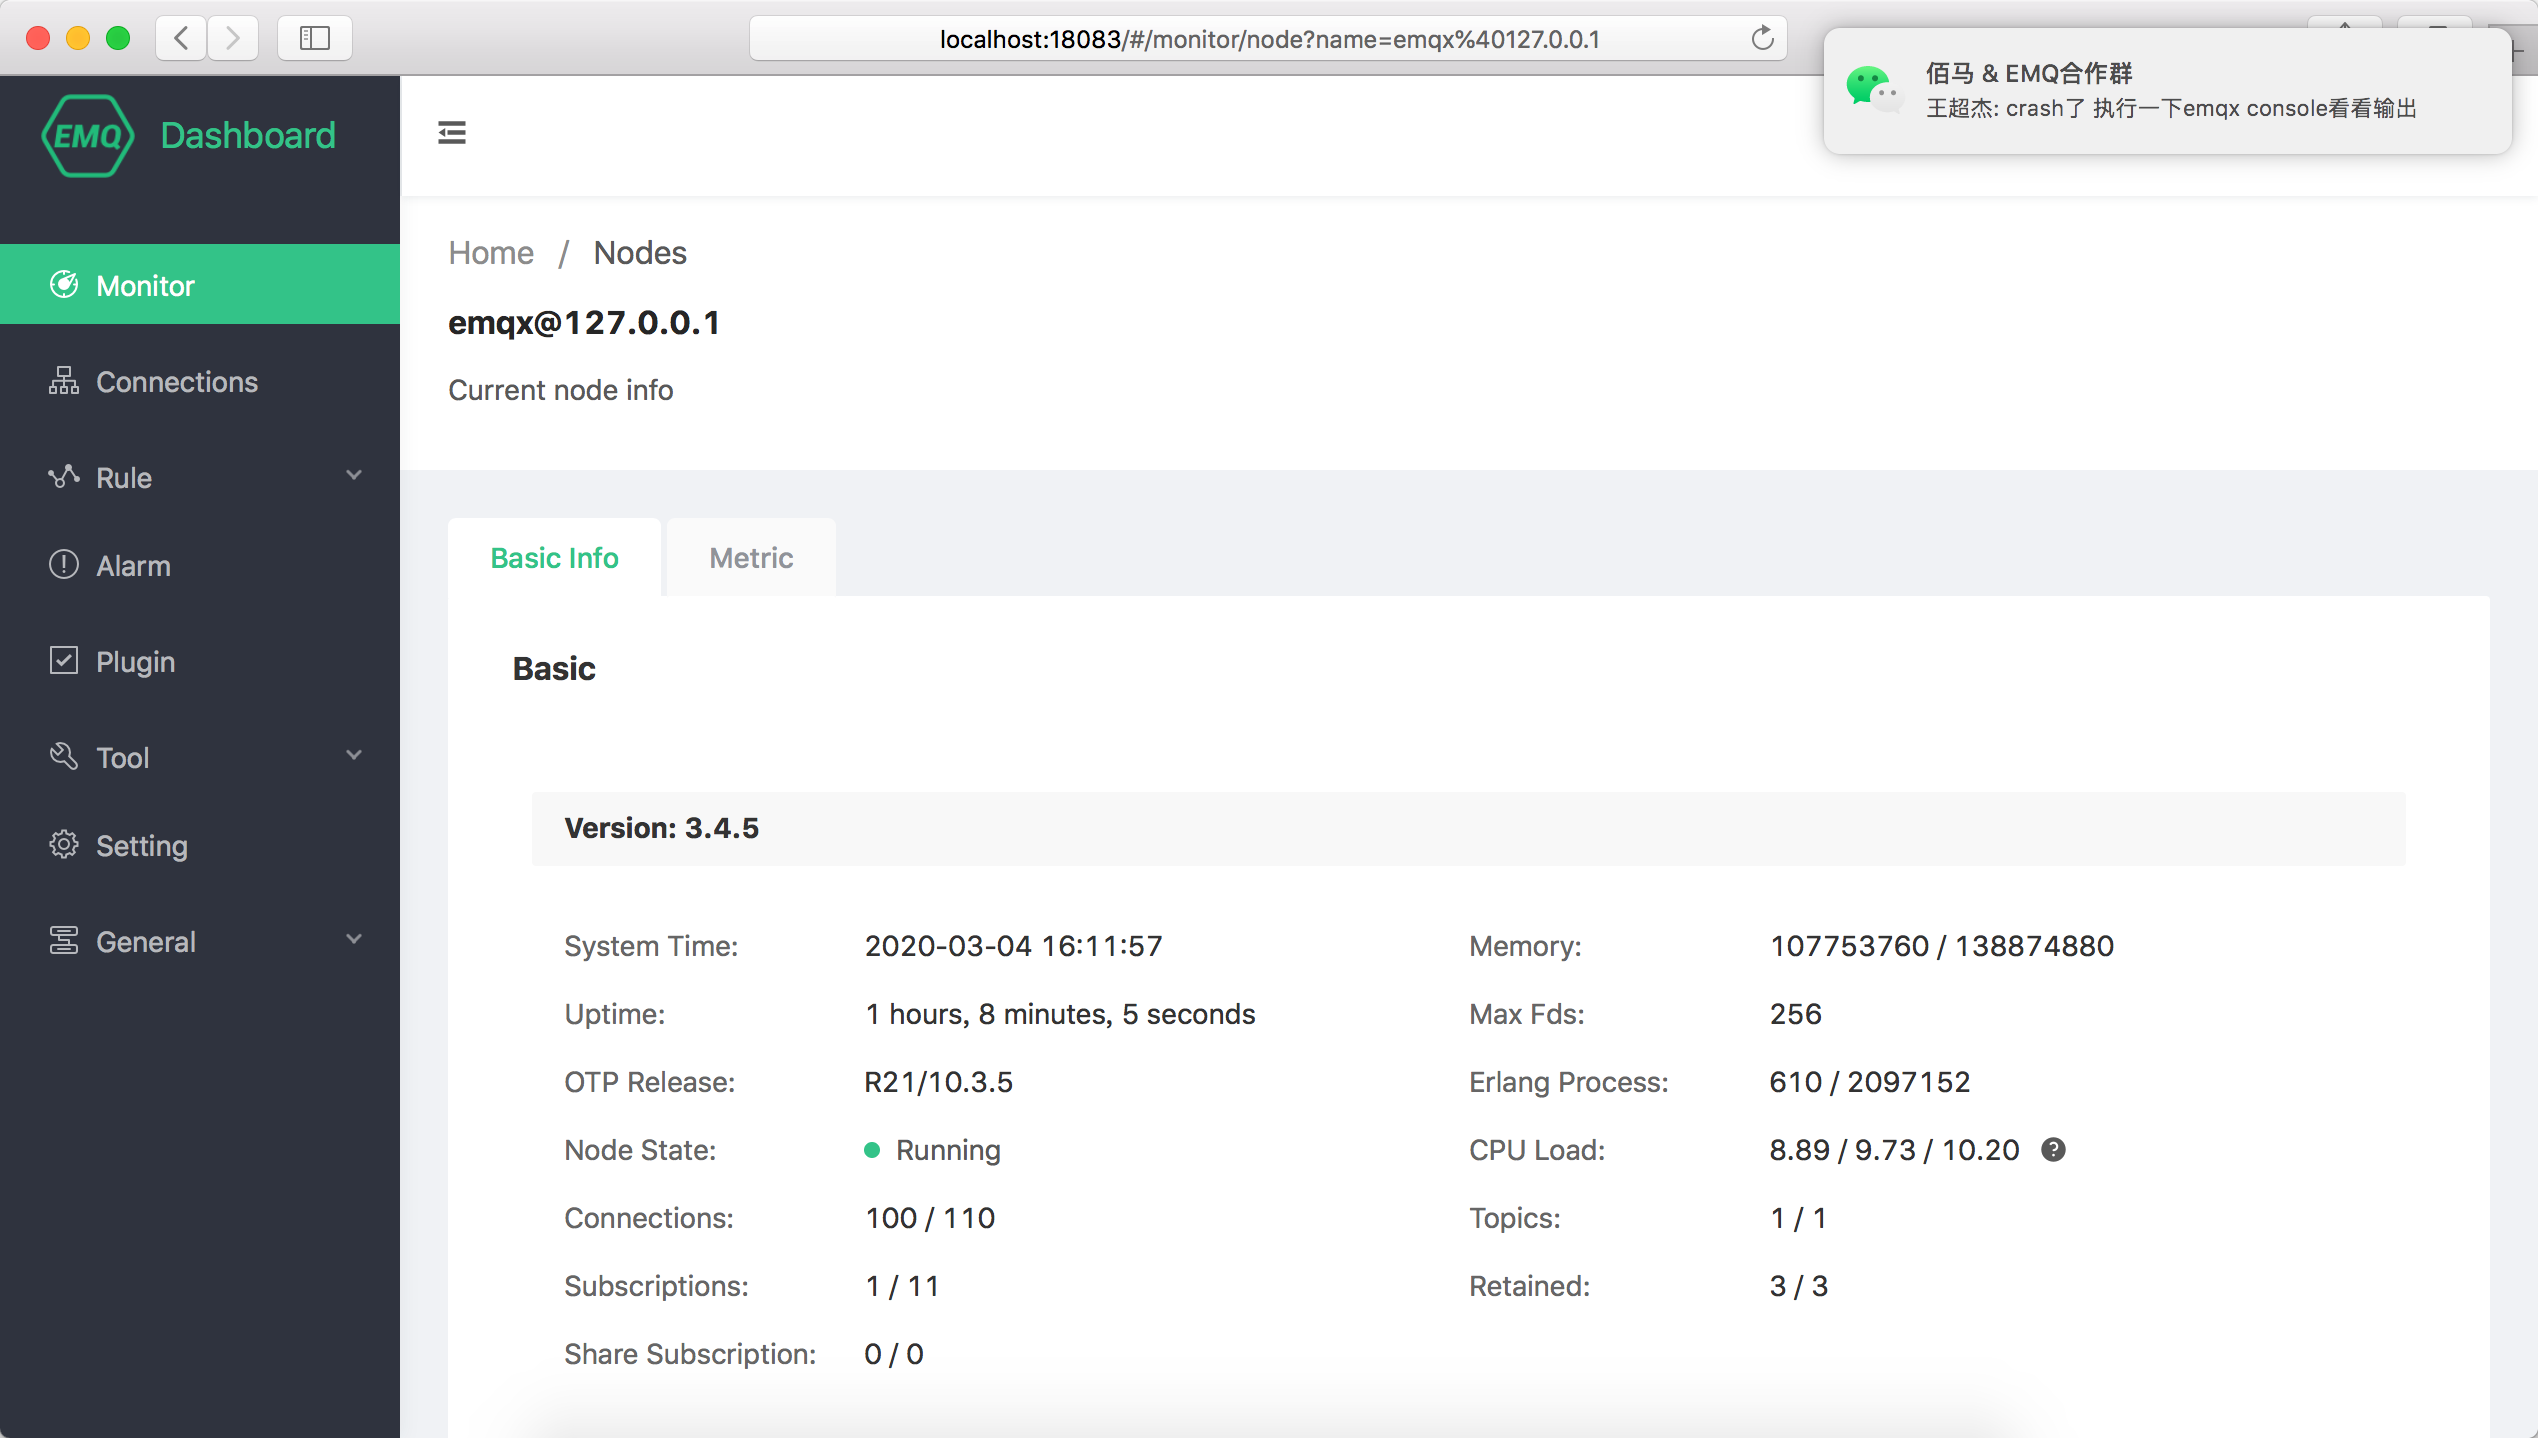 localhost:18083/#/monitor/node?name=emqx%40127.0.0.1
佰马 & EMQ合作群
王超杰: crash了 执行一下emqx console看看输出
EMQ Dashboard
Monitor
Connections
Rule
Alarm
Plugin
Tool
Setting
General
Home / Nodes
emqx@127.0.0.1
Current node info
Basic Info Metric
Basic
Version: 3.4.5
System Time: 2020-03-04 16:11:57 Memory: 107753760 / 138874880
Uptime: 1 hours, 8 minutes, 5 seconds Max Fds: 256
OTP Release: R21/10.3.5 Erlang Process: 610 / 2097152
Node State: Running CPU Load: 8.89 / 9.73 / 10.20 ?
Connections: 100 / 110 Topics: 1 / 1
Subscriptions: 1 / 11 Retained: 3 / 3
Share Subscription: 0 / 0